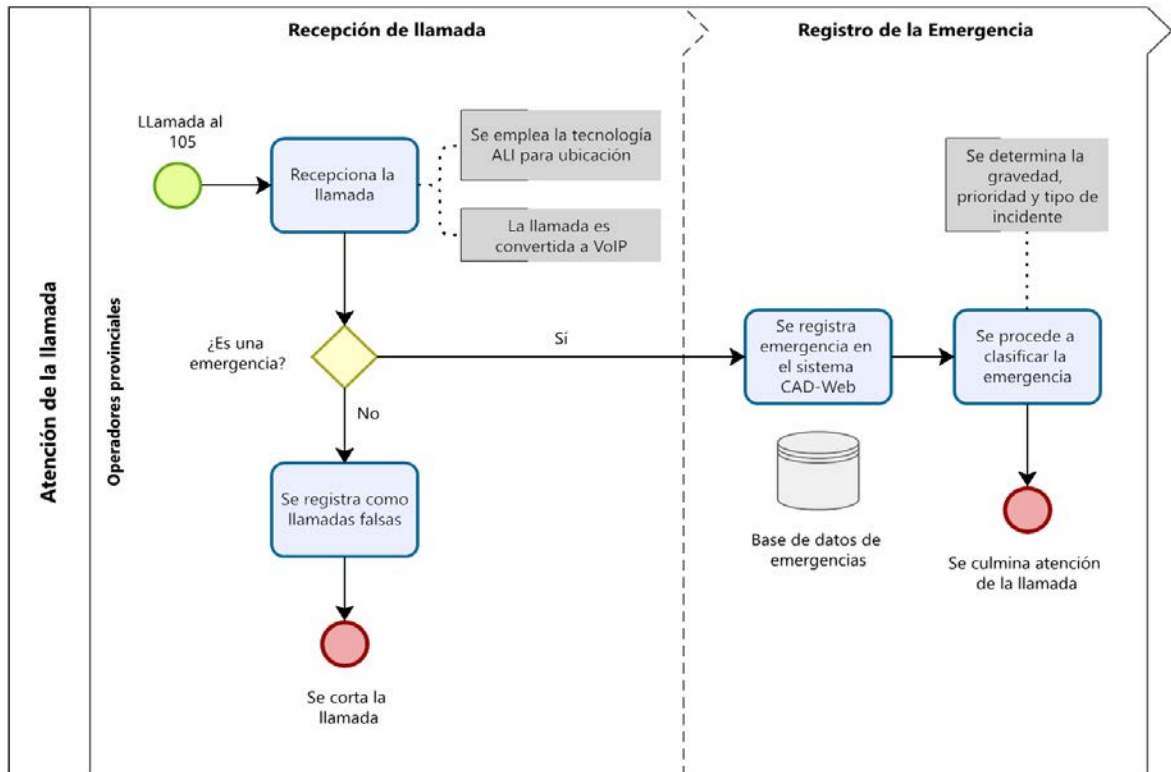 Recepción de llamada
Registro de la Emergencia
Atención de la llamada
Operadores provinciales
LLamada al
105
Recepciona la
llamada
Se emplea la tecnología
ALI para ubicación
La llamada es
convertida a VoIP
¿Es una
emergencia?
Sí
No
Se registra como
llamadas falsas
Se corta la
llamada
Se registra
emergencia en
el sistema
CAD-Web
Base de datos de
emergencias
Se determina la
gravedad,
prioridad y tipo de
incidente
Se procede a
clasificar la
emergencia
Se culmina atención
de la llamada